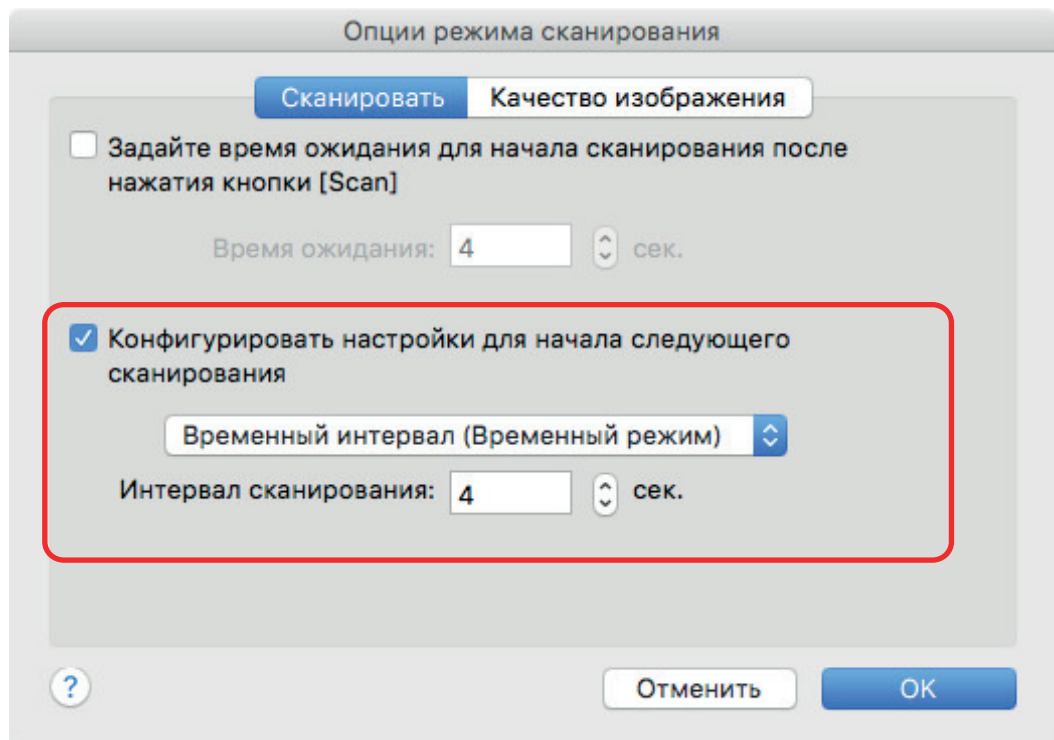 Опции режима сканирования
Сканировать Качество изображения
Задайте время ожидания для начала сканирования после
нажатия кнопки [Scan]
Время ожидания: 4 сек.
Конфигурировать настройки для начала следующего
сканирования
Временный интервал (Временный режим)
Интервал сканирования: 4 сек.
? Отменить OK